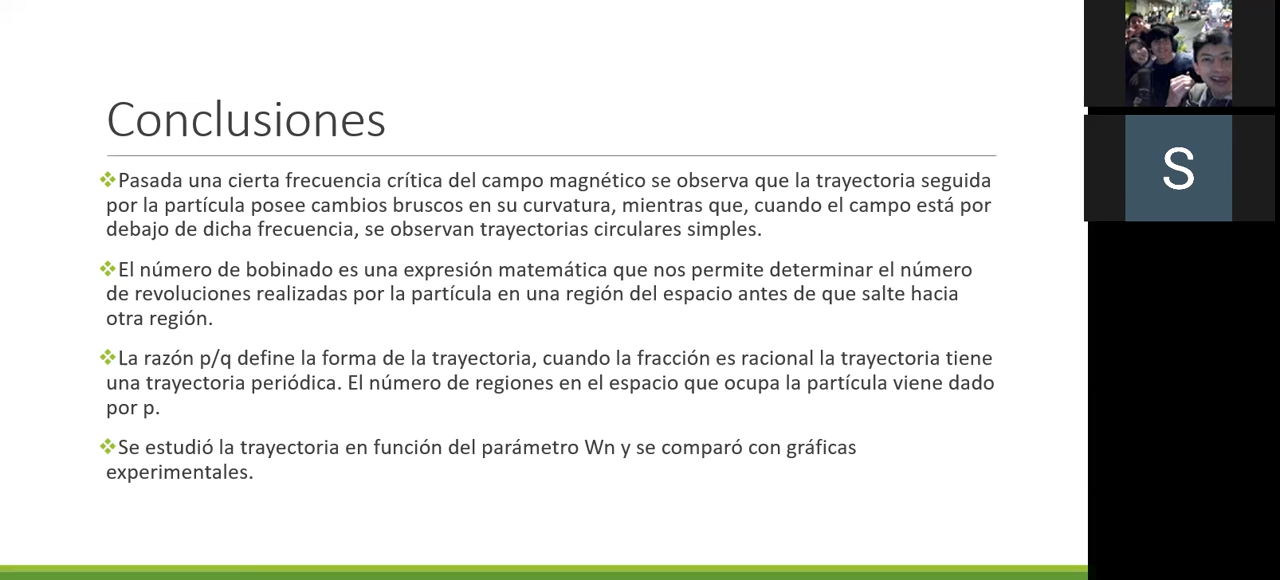 Conclusiones
❖Pasada una cierta frecuencia crítica del campo magnético se observa que la trayectoria seguida
por la partícula posee cambios bruscos en su curvatura, mientras que, cuando el campo está por
debajo de dicha frecuencia, se observan trayectorias circulares simples.
❖El número de bobinado es una expresión matemática que nos permite determinar el número
de revoluciones realizadas por la partícula en una región del espacio antes de que salte hacia
otra región.
❖La razón p/q define la forma de la trayectoria, cuando la fracción es racional la trayectoria tiene
una trayectoria periódica. El número de regiones en el espacio que ocupa la partícula viene dado
por p.
❖Se estudió la trayectoria en función del parámetro Wn y se comparó con gráficas
experimentales.
S